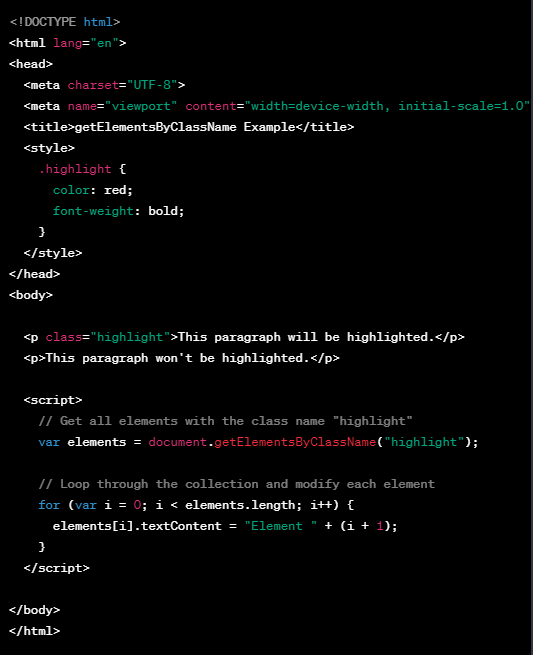 <!DOCTYPE html>
<html lang="en">
<head>
  <meta charset="UTF-8">
  <meta name="viewport" content="width=device-width, initial-scale=1.0"
  <title>getElementsByClassName Example</title>
  <style>
    .highlight {
      color: red;
      font-weight: bold;
    }
  </style>
</head>
<body>

  <p class="highlight">This paragraph will be highlighted.</p>
  <p>This paragraph won't be highlighted.</p>

  <script>
    // Get all elements with the class name "highlight"
    var elements = document.getElementsByClassName("highlight");

    // Loop through the collection and modify each element
    for (var i = 0; i < elements.length; i++) {
      elements[i].textContent = "Element " + (i + 1);
    }
  </script>

</body>
</html>